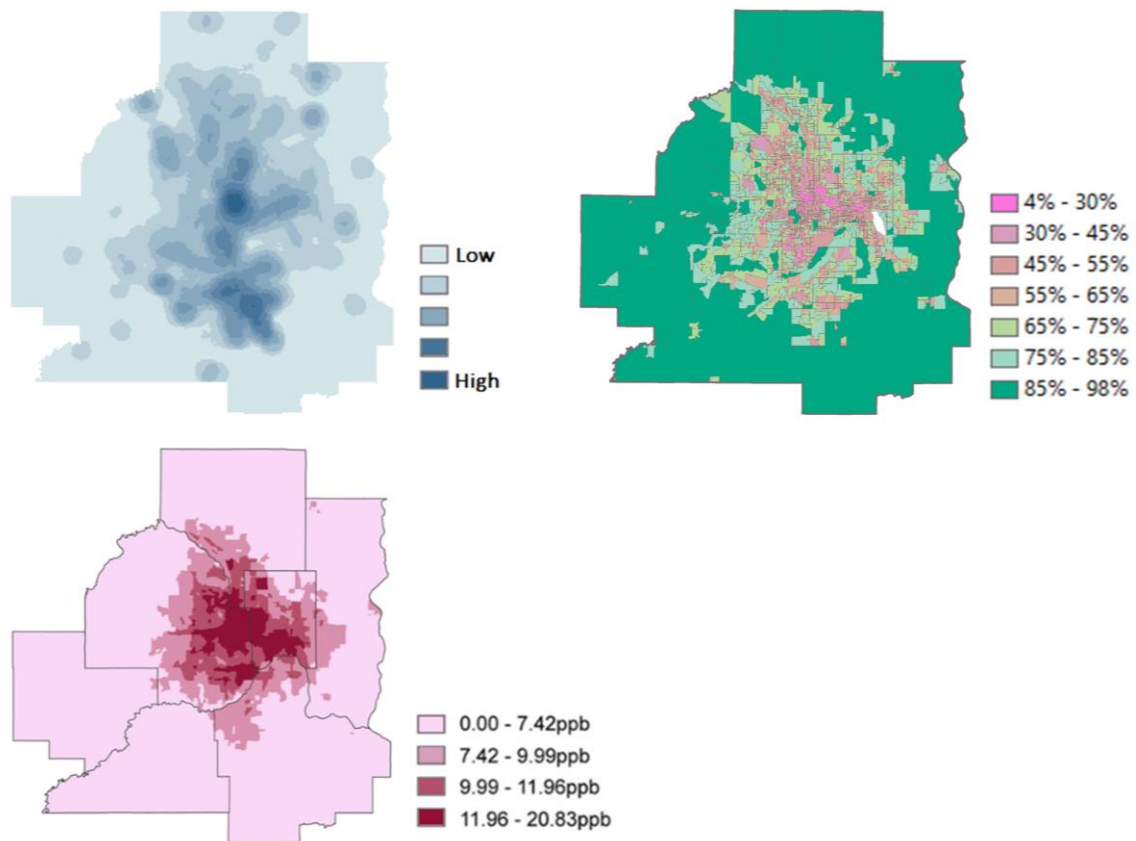 Low
High
4% - 30%
30% - 45%
45% - 55%
55% - 65%
65% - 75%
75% - 85%
85% - 98%
0.00 - 7.42ppb
7.42 - 9.99ppb
9.99 - 11.96ppb
11.96 - 20.83ppb